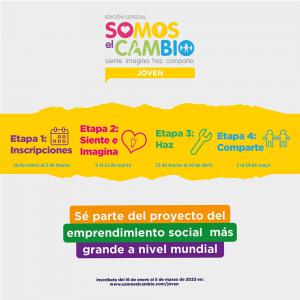 EDICIÓN ESPECIAL
SOMOS
el CAMBIO
siente. imagina. haz. comparte.
JOVEN
Etapa 1:
Inscripciones
16 de enero al 5 de marzo
Etapa 2:
Siente e
Imagina
6 al 12 de marzo
Etapa 3:
Haz
13 de marzo al 30 de abril
Etapa 4:
Comparte
1 al 14 de mayo
Sé parte del proyecto del
emprendimiento social más
grande a nivel mundial
Inscríbete del 16 de enero al 5 de marzo de 2023 en:
www.somoselcambio.com/joven